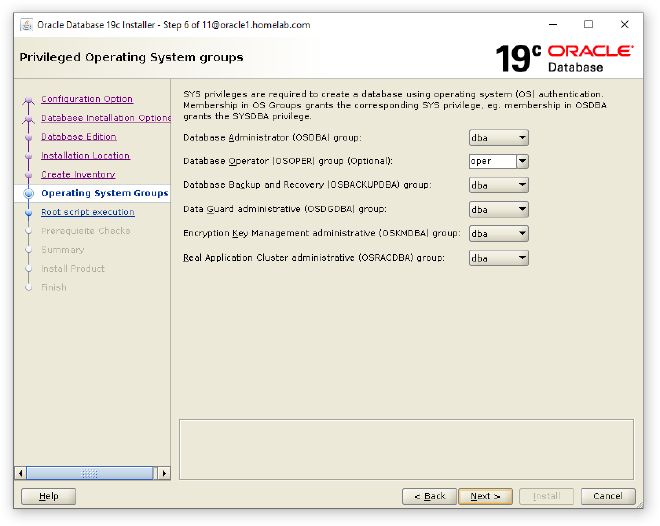 Oracle Database 19c Installer - Step 6 of 11@oracle1.homelab.com
Privileged Operating System groups
19c ORACLE
Database
Configuration Option
Database Installation Options
Database Edition
Installation Location
Create Inventory
Operating System Groups
Root script execution
Prerequisite Checks
Summary
Install Product
Finish
SYS privileges are required to create a database using operating system (OS) authentication.
Membership in OS Groups grants the corresponding SYS privilege, eg. membership in OSDBA
grants the SYSDBA privilege.
Database Administrator (OSDBA) group: dba
Database Operator (OSOPER) group (Optional): oper
Database Backup and Recovery (OSBACKUPDBA) group: dba
Data Guard administrative (OSDGDBA) group: dba
Encryption Key Management administrative (OSKMDBA) group: dba
Real Application Cluster administrative (OSRACDBA) group: dba
Help
< Back
Next >
Install
Cancel